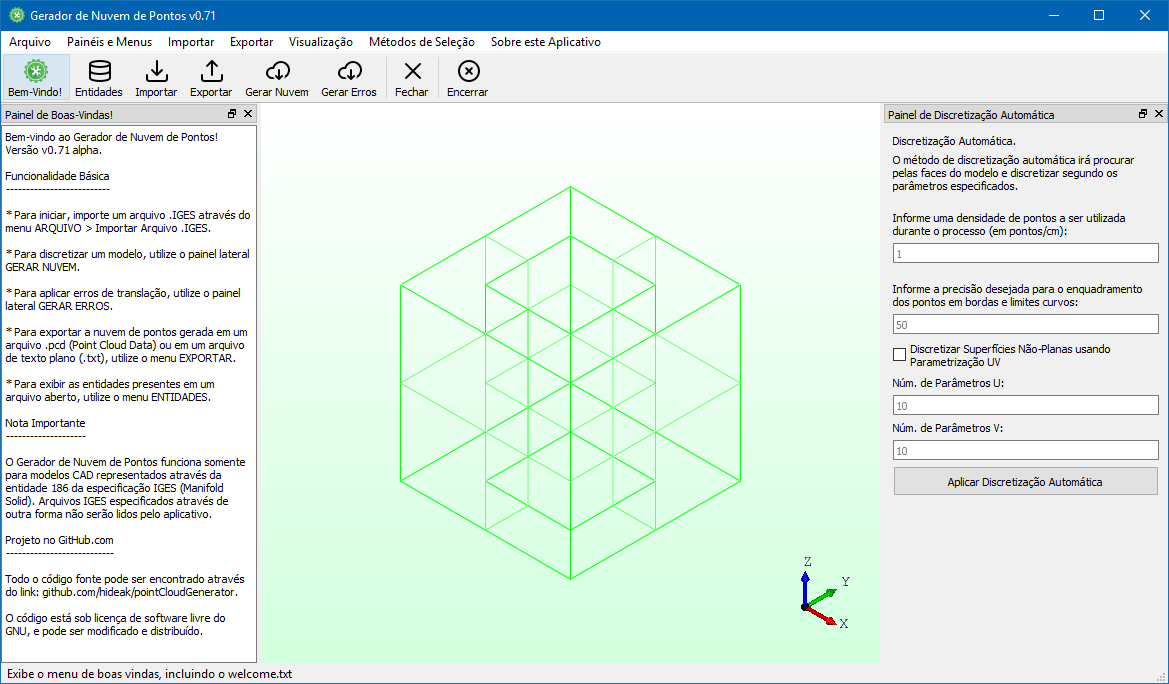 Gerador de Nuvem de Pontos v0.71
Arquivo Painéis e Menus Importar Exportar Visualização Métodos de Seleção Sobre este Aplicativo
Bem-Vindo! Entidades Importar Exportar Gerar Nuvem Gerar Erros Fechar Encerrar
Painel de Boas-Vindas!
Bem-vindo ao Gerador de Nuvem de Pontos!
Versão v0.71 alpha.
Funcionalidade Básica
--------------------------
* Para iniciar, importe um arquivo .IGES através do
menu ARQUIVO > Importar Arquivo .IGES.
* Para discretizar um modelo, utilize o painel lateral
GERAR NUVEM.
* Para aplicar erros de translação, utilize o painel
lateral GERAR ERROS.
* Para exportar a nuvem de pontos gerada em um
arquivo .pcd (Point Cloud Data) ou em um arquivo
de texto plano (.txt), utilize o menu EXPORTAR.
* Para exibir as entidades presentes em um
arquivo aberto, utilize o menu ENTIDADES.
Nota Importante
--------------------
O Gerador de Nuvem de Pontos funciona somente
para modelos CAD representados através da
entidade 186 da especificação IGES (Manifold
Solid). Arquivos IGES especificados através de
outra forma não serão lidos pelo aplicativo.
Projeto no GitHub.com
---------------------------
Todo o código fonte pode ser encontrado através
do link: github.com/hideak/pointCloudGenerator.
O código está sob licença de software livre do
GNU, e pode ser modificado e distribuído.
Z
Y
X
Painel de Discretização Automática
Discretização Automática.
O método de discretização automática irá procurar
pelas faces do modelo e discretizar segundo os
parâmetros especificados.
Informe uma densidade de pontos a ser utilizada
durante o processo (em pontos/cm):
1
Informe a precisão desejada para o enquadramento
dos pontos em bordas e limites curvos:
50
Discretizar Superfícies Não-Planas usando
Parametrização UV
Núm. de Parâmetros U:
10
Núm. de Parâmetros V:
10
Aplicar Discretização Automática
Exibe o menu de boas vindas, incluindo o welcome.txt